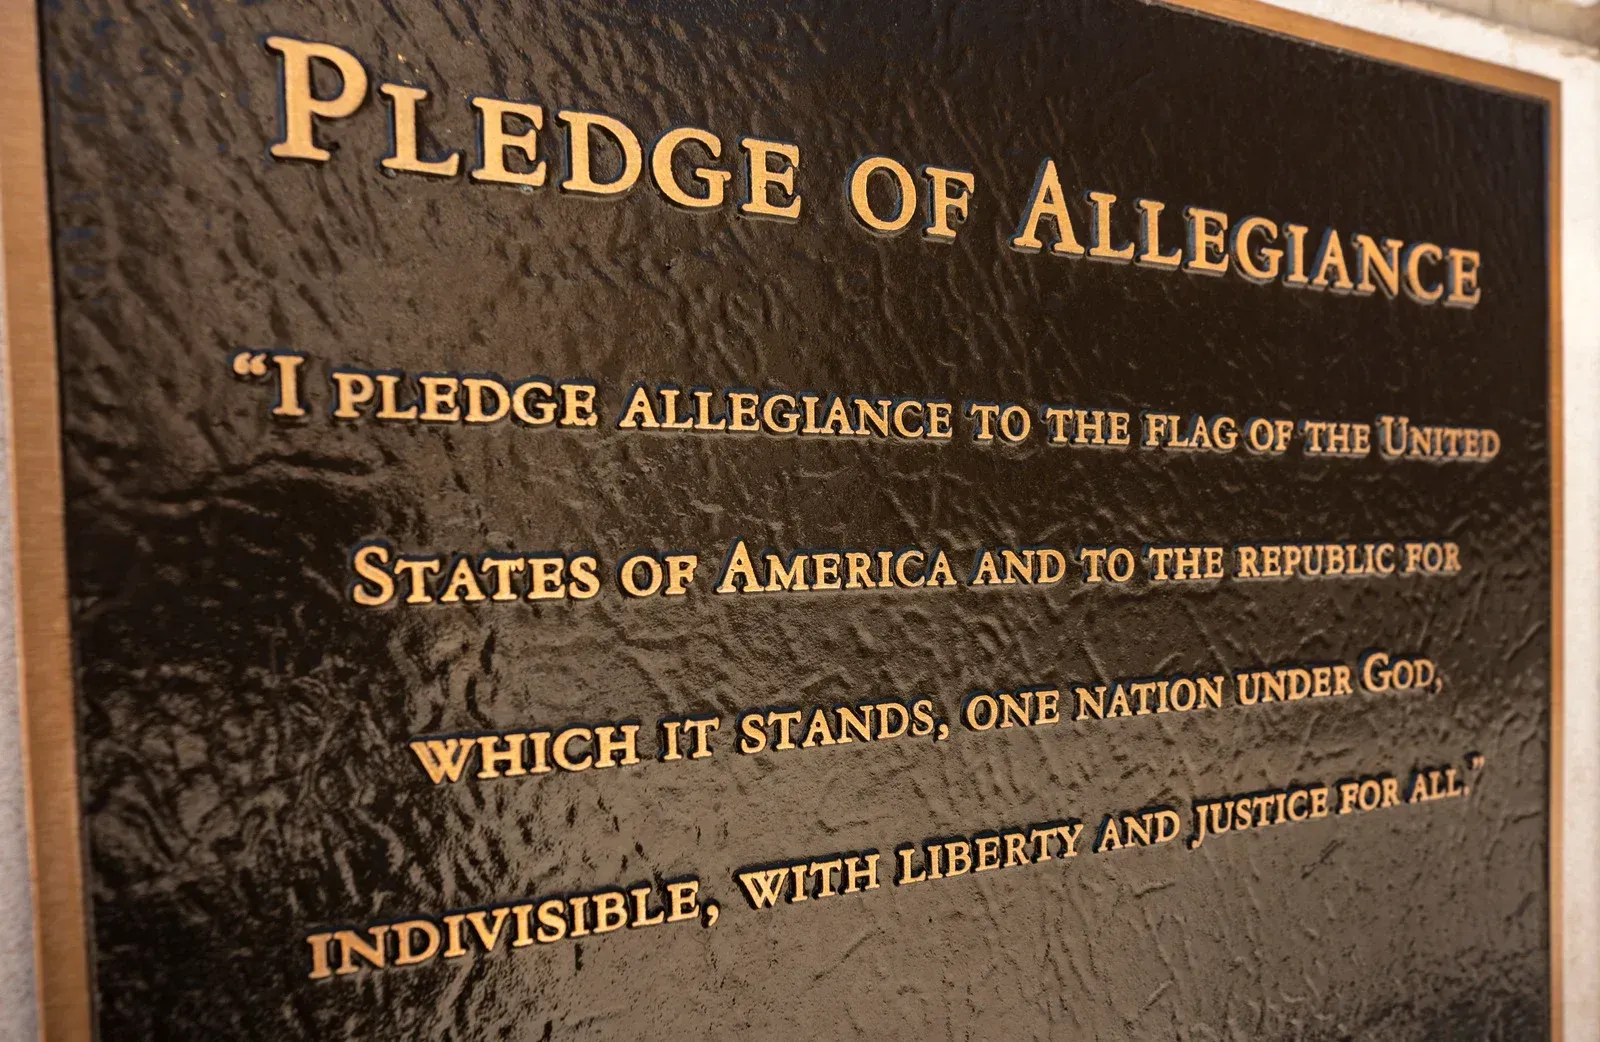 Pledge of Allegiance
“I pledge allegiance to the flag of the United
States of America and to the republic for
which it stands, one nation under God,
indivisible, with liberty and justice for all.”